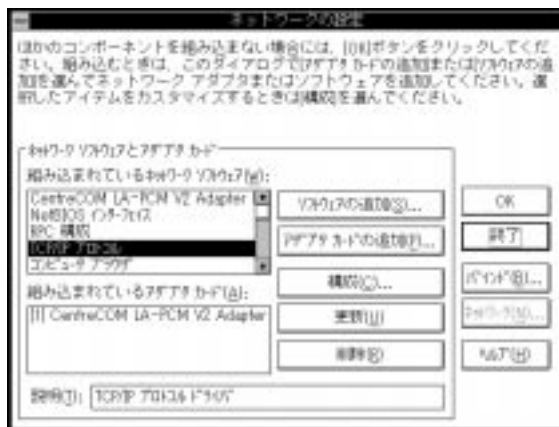 ネットワークの設定
ほかのコンポーネントを組み込まない場合には、[OK]ボタンをクリックしてくだ
さい。組み込むときは、このダイアログで[ｱﾀﾞﾌﾟﾀ ｶｰﾄﾞの追加]または[ｿﾌﾄｳｪｱの追
加]を選んでネットワーク アダプタまたはソフトウェアを追加してください。選
択したアイテムをカスタマイズするときは[構成]を選んでください。
ﾈｯﾄﾜｰｸ ｿﾌﾄｳｪｱとｱﾀﾞﾌﾟﾀ ｶｰﾄﾞ
組み込まれているﾈｯﾄﾜｰｸ ｿﾌﾄｳｪｱ(W):
CentreCOM LA-PCM V2 Adapter
NetBIOS ｲﾝﾀｰﾌｪｲｽ
RPC 構成
TCP/IP ﾌﾟﾛﾄｺﾙ
ｺﾝﾋﾟｭｰﾀ ﾌﾞﾗｳｻﾞ
組み込まれているｱﾀﾞﾌﾟﾀ ｶｰﾄﾞ(A):
[1] CentreCOM LA-PCM V2 Adapter
ｿﾌﾄｳｪｱの追加(S)...
ｱﾀﾞﾌﾟﾀ ｶｰﾄﾞの追加(P)...
構成(C)...
更新(U)
削除(R)
OK
終了
ﾊﾞｲﾝﾄﾞ(B)...
ﾈｯﾄﾜｰｸ(N)...
ﾍﾙﾌﾟ(H)
説明(T): TCP/IP ﾌﾟﾛﾄｺﾙ ﾄﾞﾗｲﾊﾞ